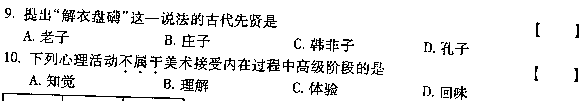 9. 提出“解衣盘礴”这一说法的古代先贤是 【 】
A. 老子 B. 庄子 C. 韩非子 D. 孔子
10. 下列心理活动不属于美术接受内在过程中高级阶段的是 【 】
A. 知觉 B. 理解 C. 体验 D. 回味